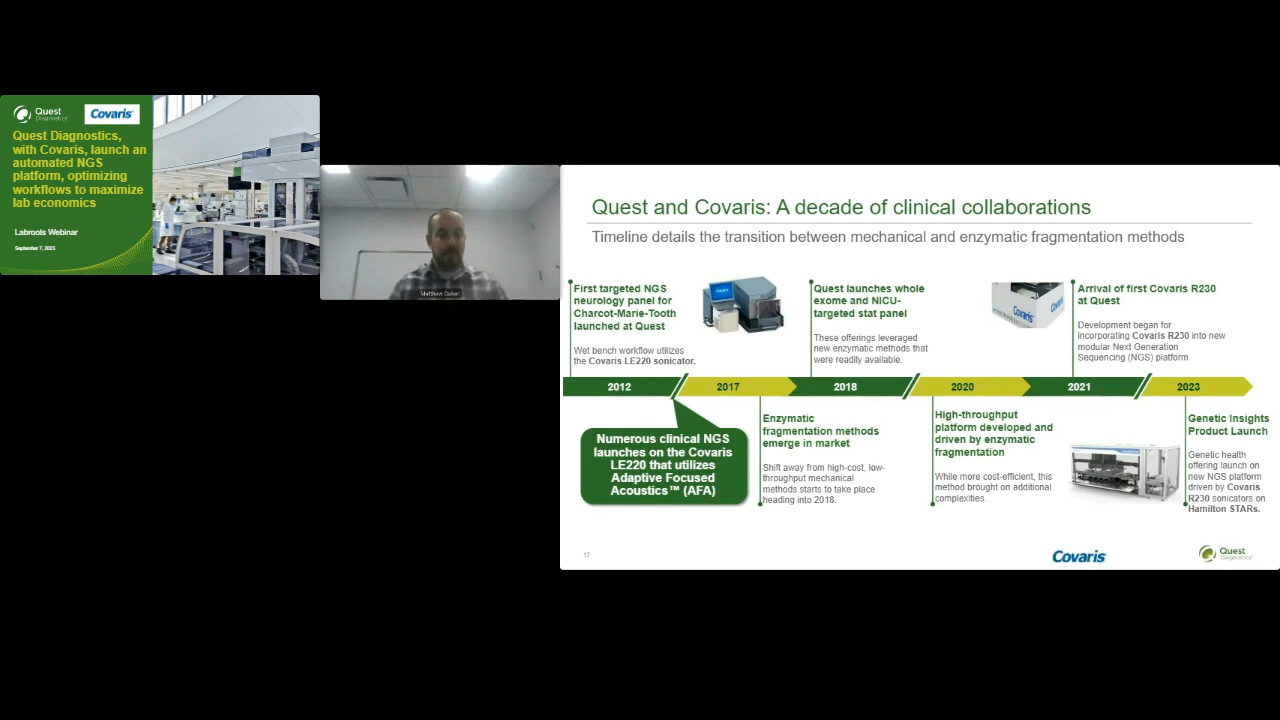 Quest
Diagnostics
Covaris
Quest Diagnostics,
with Covaris, launch an
automated NGS
platform, optimizing
workflows to maximize
lab economics
Labroots Webinar
September 7, 2023
Quest and Covaris: A decade of clinical collaborations
Timeline details the transition between mechanical and enzymatic fragmentation methods
First targeted NGS
neurology panel for
Charcot-Marie-Tooth
launched at Quest
Wet bench workflow utilizes
the Covaris LE220 sonicator.
Quest launches whole
exome and NICU-
targeted stat panel
These offerings leveraged
new enzymatic methods that
were readily available.
Arrival of first Covaris R230
at Quest
Development began for
incorporating Covaris R230 into new
modular Next Generation
Sequencing (NGS) platform
2012
2017
2018
2020
2021
2023
Numerous clinical NGS
launches on the Covaris
LE220 that utilizes
Adaptive Focused
Acoustics™ (AFA)
Enzymatic
fragmentation methods
emerge in market
Shift away from high-cost, low-
throughput mechanical
methods starts to take place
heading into 2018.
High-throughput
platform developed and
driven by enzymatic
fragmentation
While more cost-efficient, this
method brought on additional
complexities.
Genetic Insights
Product Launch
Genetic health
offering launch on
new NGS platform
driven by Covaris
R230 sonicators on
Hamilton STARs.
17
Covaris
Quest
Diagnostics